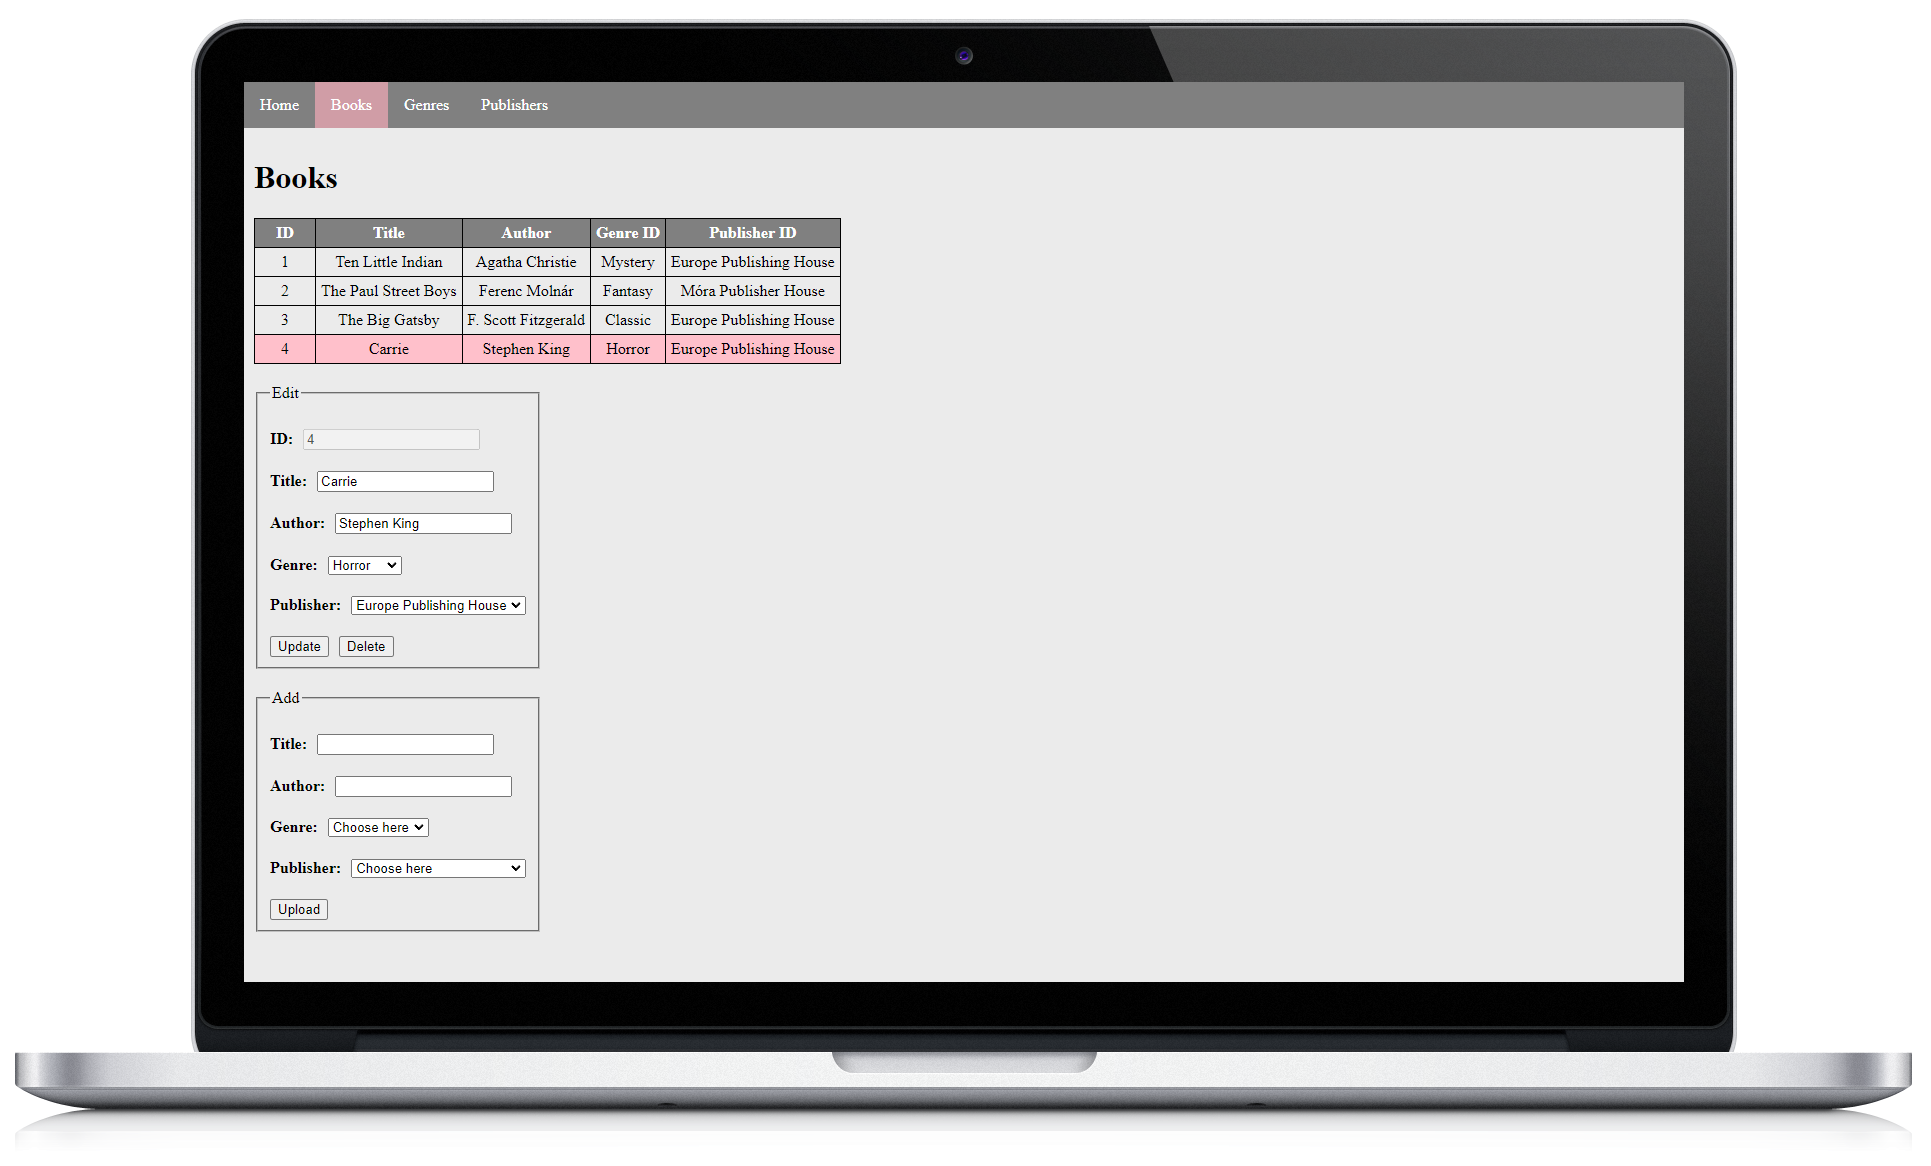 Home Books Genres Publishers
Books
ID Title Author Genre ID Publisher ID
1 Ten Little Indian Agatha Christie Mystery Europe Publishing House
2 The Paul Street Boys Ferenc Molnár Fantasy Móra Publisher House
3 The Big Gatsby F. Scott Fitzgerald Classic Europe Publishing House
4 Carrie Stephen King Horror Europe Publishing House
Edit
ID: 4
Title: Carrie
Author: Stephen King
Genre: Horror
Publisher: Europe Publishing House
Update Delete
Add
Title:
Author:
Genre: Choose here
Publisher: Choose here
Upload